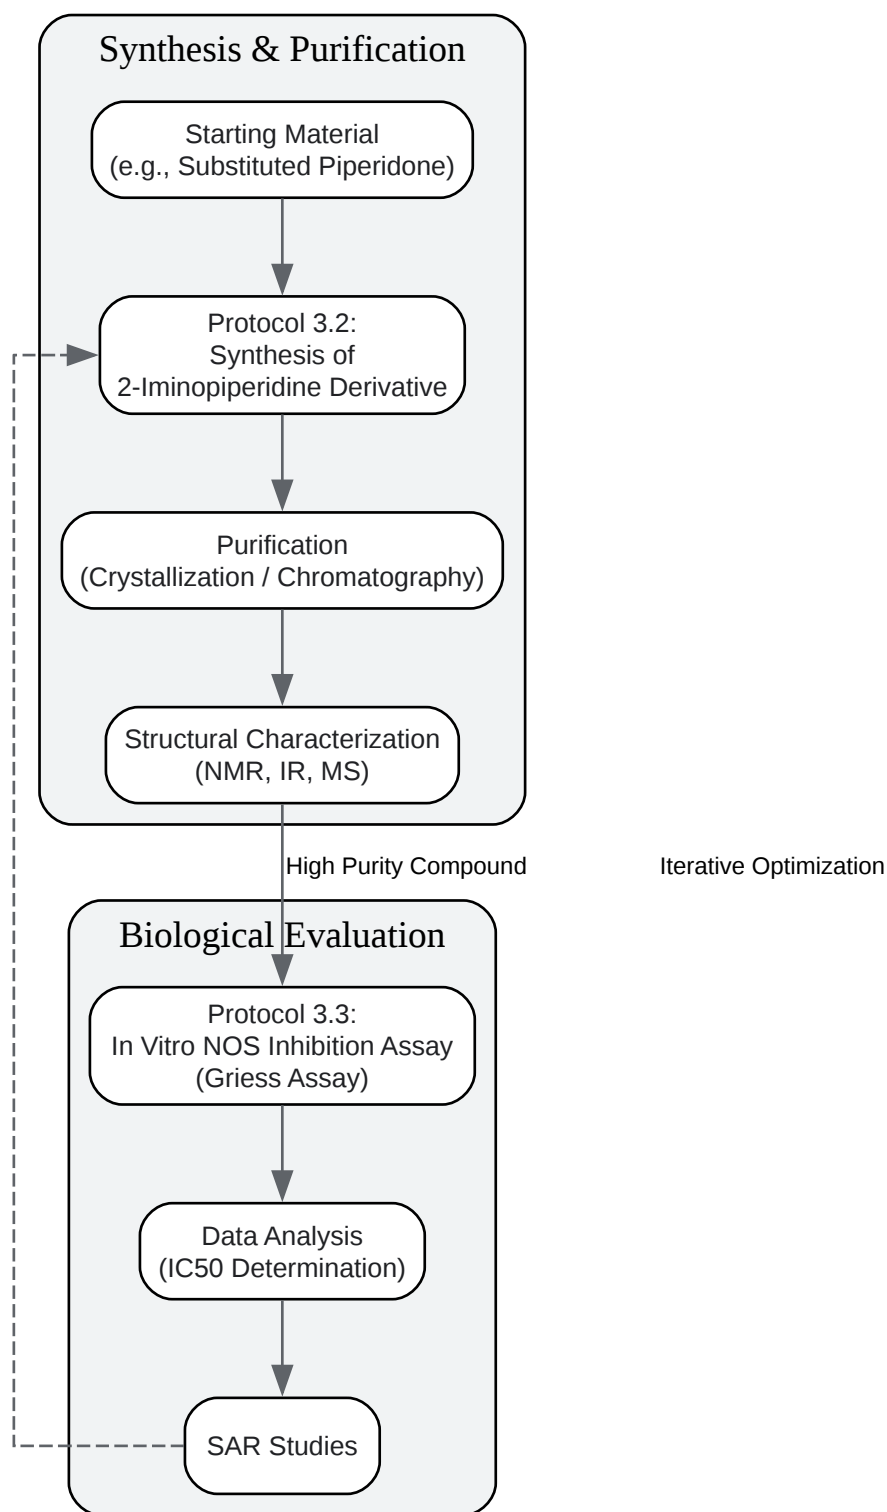 Synthesis & Purification
Starting Material
(e.g., Substituted Piperidone)
Protocol 3.2:
Synthesis of
2-Iminopiperidine Derivative
Purification
(Crystallization / Chromatography)
Structural Characterization
(NMR, IR, MS)
High Purity Compound
Iterative Optimization
Biological Evaluation
Protocol 3.3:
In Vitro NOS Inhibition Assay
(Griess Assay)
Data Analysis
(IC50 Determination)
SAR Studies